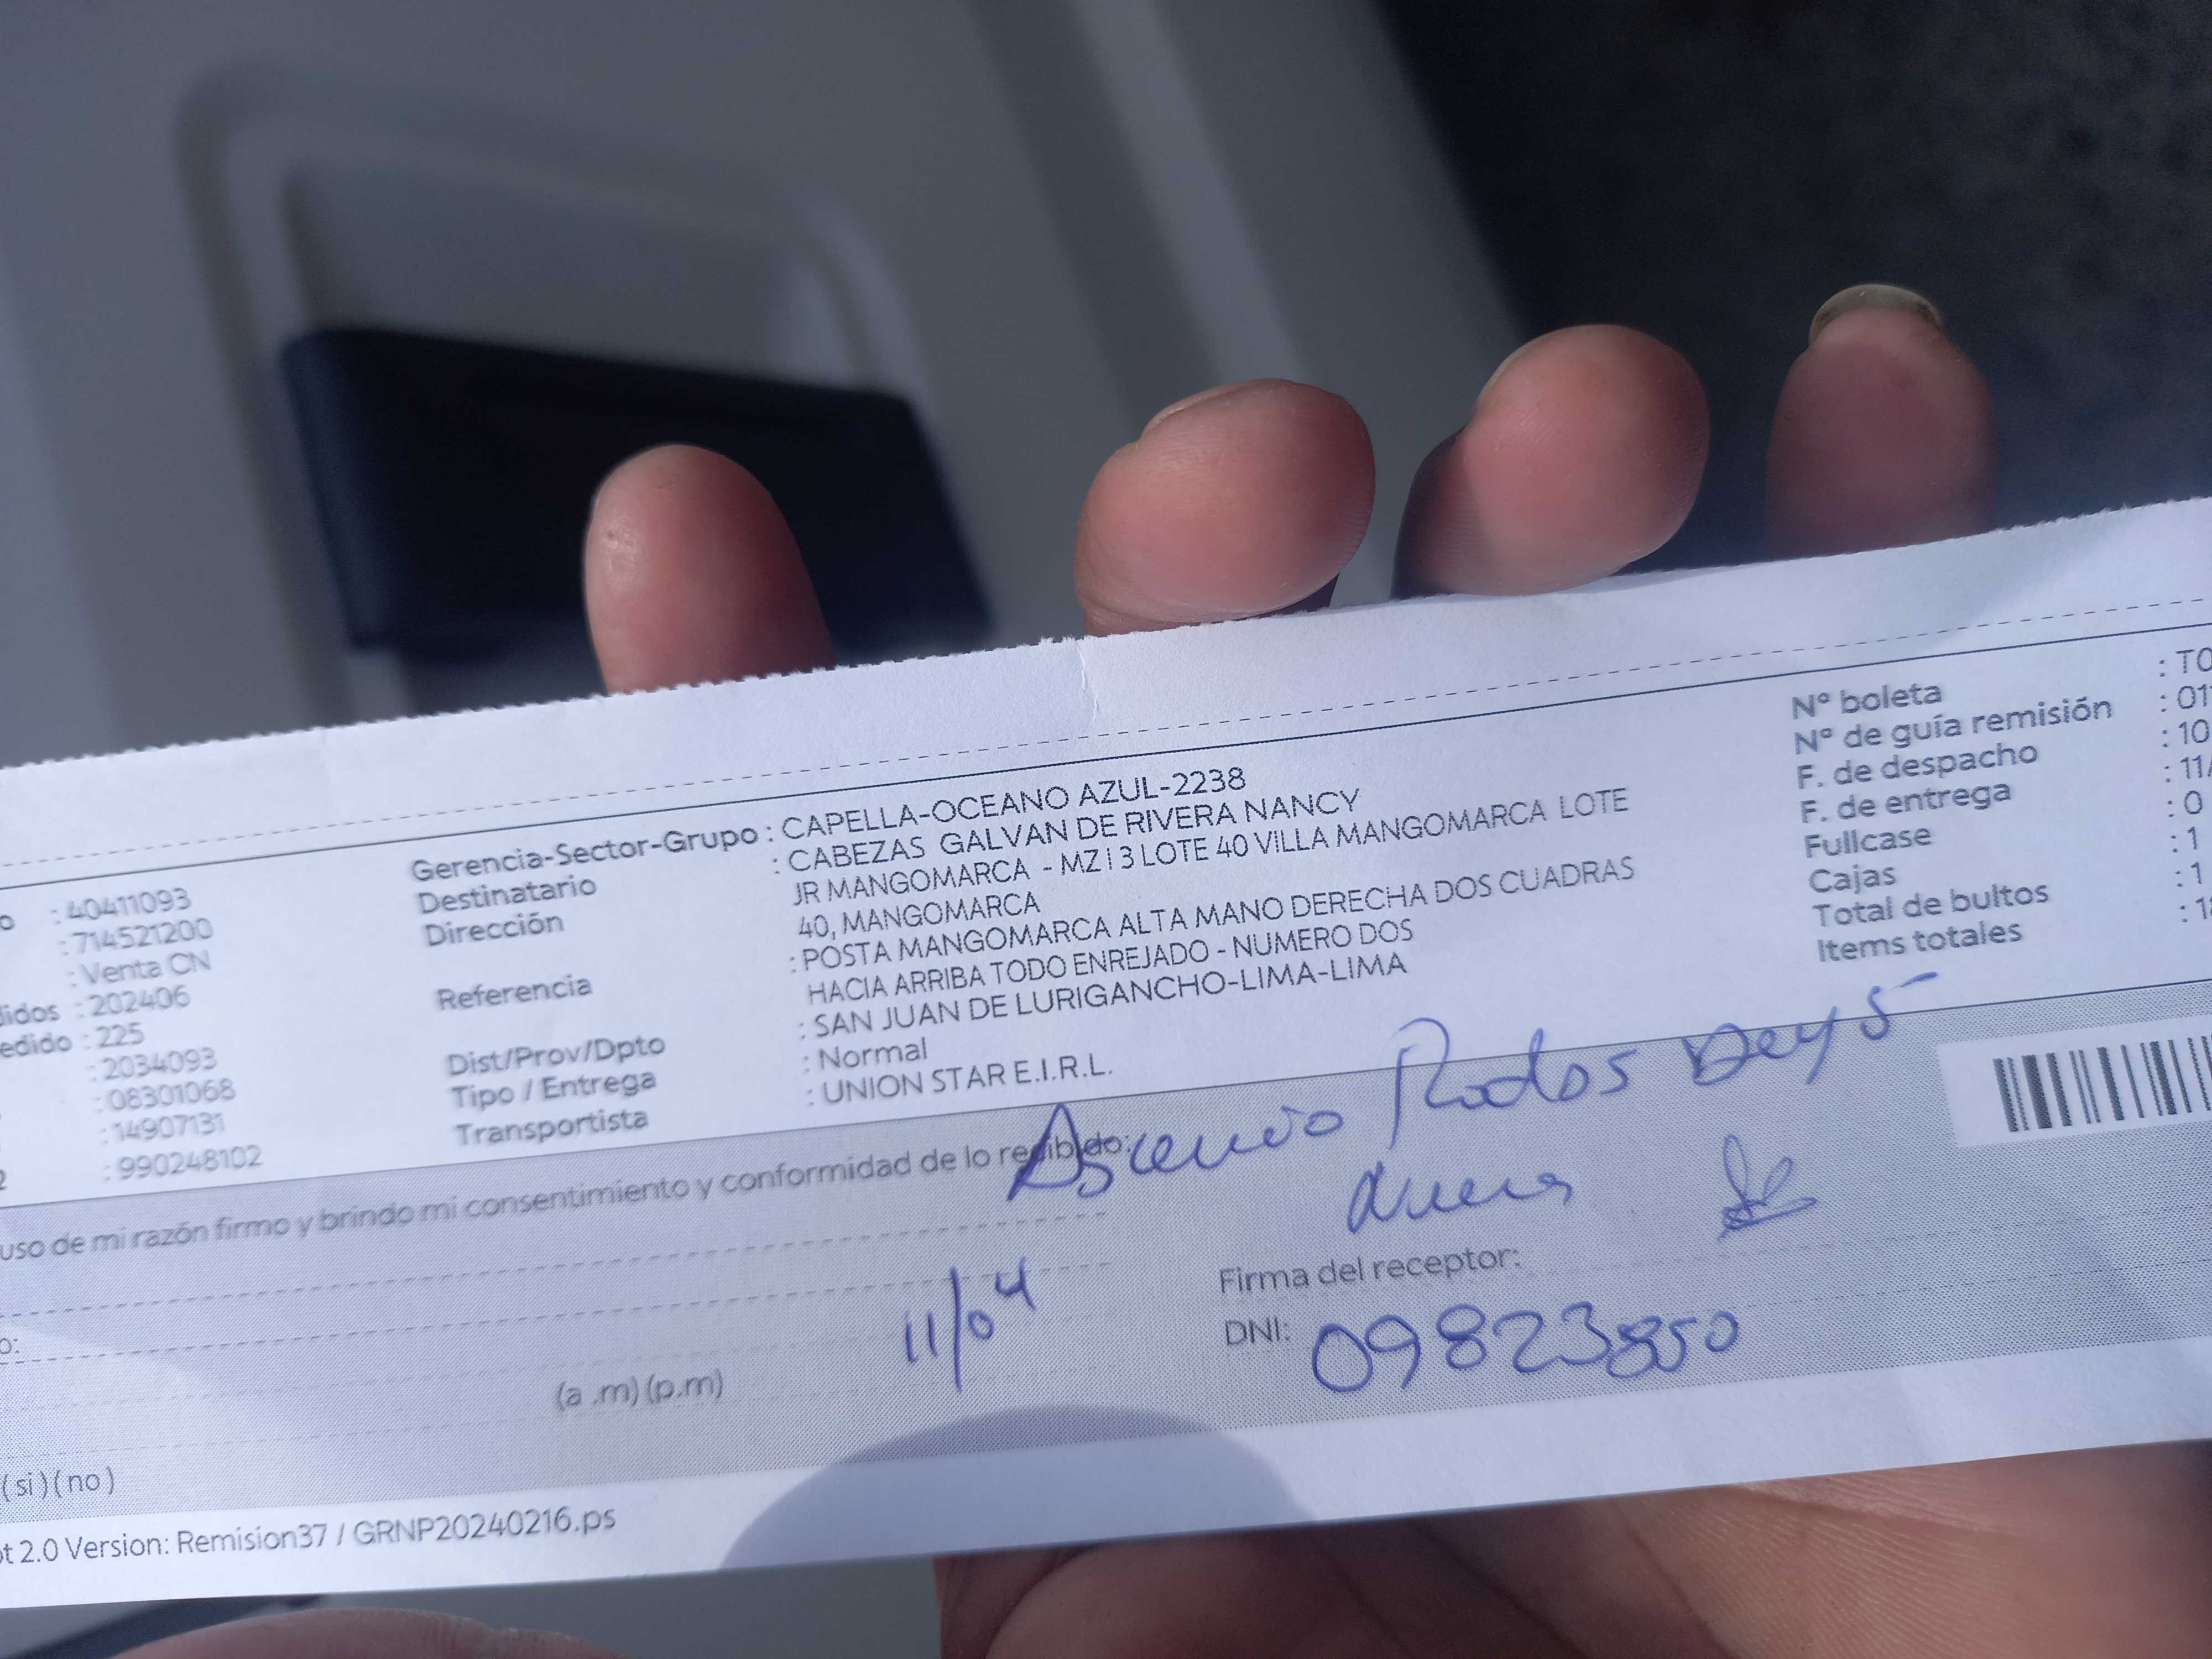 Nº boleta : T0
Nº de guía remisión : 01
F. de despacho : 10
F. de entrega : 11/
Fullcase : 0
Cajas : 1
Total de bultos : 1
Items totales : 18
Gerencia-Sector-Grupo : CAPELLA-OCEANO AZUL-2238
Destinatario : CABEZAS GALVAN DE RIVERA NANCY
Dirección JR MANGOMARCA - MZ I 3 LOTE 40 VILLA MANGOMARCA LOTE
40, MANGOMARCA
Referencia : POSTA MANGOMARCA ALTA MANO DERECHA DOS CUADRAS
HACIA ARRIBA TODO ENREJADO - NUMERO DOS
Dist/Prov/Dpto : SAN JUAN DE LURIGANCHO-LIMA-LIMA
Tipo / Entrega : Normal
Transportista : UNION STAR E.I.R.L.
o : 40411093
: 714521200
: Venta CN
didos : 202406
edido : 225
: 2034093
: 08301068
: 14907131
2 : 990248102
uso de mi razón firmo y brindo mi consentimiento y conformidad de lo recibido:
Ascencio Deys
Nuera
Firma del receptor:
11/04
DNI: 09823850
o:
(a .m) (p.m)
( si ) ( no )
ot 2.0 Version: Remision37 / GRNP20240216.ps